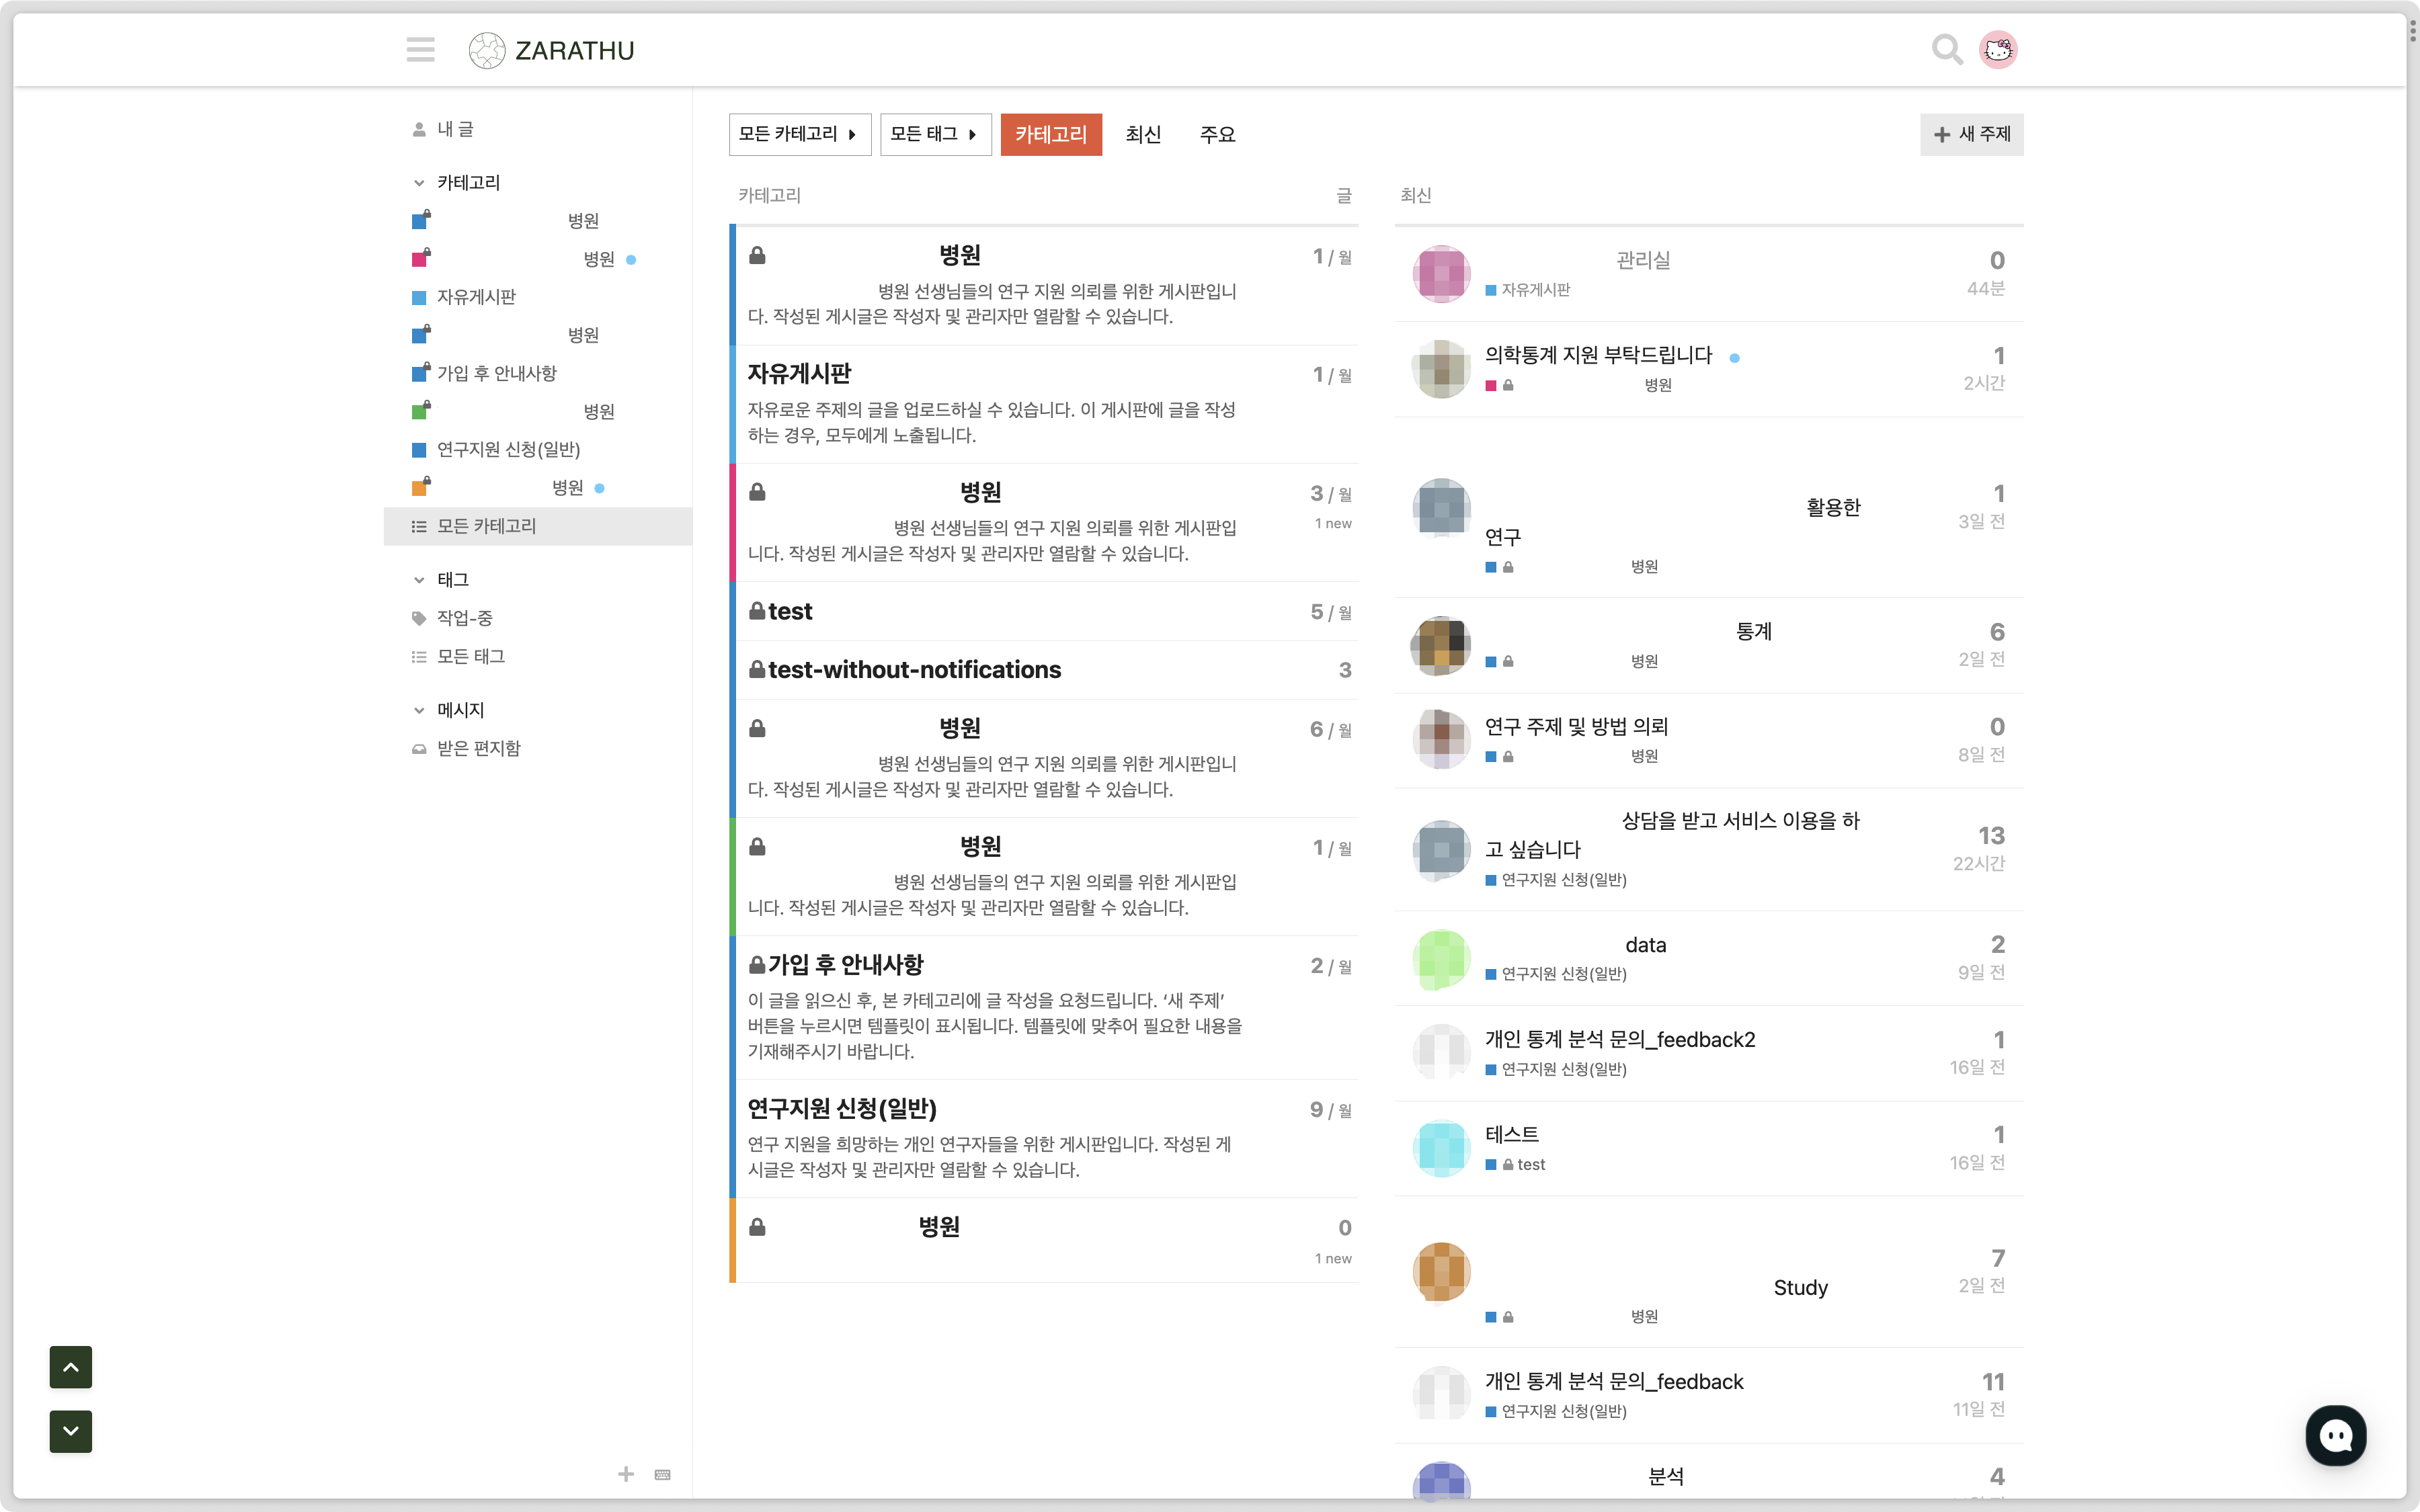 ZARATHU
내 글
카테고리
병원
병원
자유게시판
병원
가입 후 안내사항
병원
연구지원 신청(일반)
병원
모든 카테고리
태그
작업-중
모든 태그
메시지
받은 편지함
모든 카테고리
모든 태그
카테고리
최신
주요
새 주제
카테고리 글
병원 1 / 월
병원 선생님들의 연구 지원 의뢰를 위한 게시판입니
다. 작성된 게시글은 작성자 및 관리자만 열람할 수 있습니다.
자유게시판 1 / 월
자유로운 주제의 글을 업로드하실 수 있습니다. 이 게시판에 글을 작성
하는 경우, 모두에게 노출됩니다.
병원 3 / 월
1 new
병원 선생님들의 연구 지원 의뢰를 위한 게시판입
니다. 작성된 게시글은 작성자 및 관리자만 열람할 수 있습니다.
test 5 / 월
test-without-notifications 3
병원 6 / 월
병원 선생님들의 연구 지원 의뢰를 위한 게시판입니
다. 작성된 게시글은 작성자 및 관리자만 열람할 수 있습니다.
병원 1 / 월
병원 선생님들의 연구 지원 의뢰를 위한 게시판입
니다. 작성된 게시글은 작성자 및 관리자만 열람할 수 있습니다.
가입 후 안내사항 2 / 월
이 글을 읽으신 후, 본 카테고리에 글 작성을 요청드립니다. ‘새 주제’
버튼을 누르시면 템플릿이 표시됩니다. 템플릿에 맞추어 필요한 내용을
기재해주시기 바랍니다.
연구지원 신청(일반) 9 / 월
연구 지원을 희망하는 개인 연구자들을 위한 게시판입니다. 작성된 게
시글은 작성자 및 관리자만 열람할 수 있습니다.
병원 0
1 new
최신
관리실 0
자유게시판 44분
의학통계 지원 부탁드립니다 1
병원 2시간
활용한 1
3일 전
연구
병원
통계 6
병원 2일 전
연구 주제 및 방법 의뢰 0
병원 8일 전
상담을 받고 서비스 이용을 하 13
고 싶습니다 22시간
연구지원 신청(일반)
data 2
연구지원 신청(일반) 9일 전
개인 통계 분석 문의_feedback2 1
연구지원 신청(일반) 16일 전
테스트 1
test 16일 전
7
Study 2일 전
병원
개인 통계 분석 문의_feedback 11
연구지원 신청(일반) 11일 전
분석 4